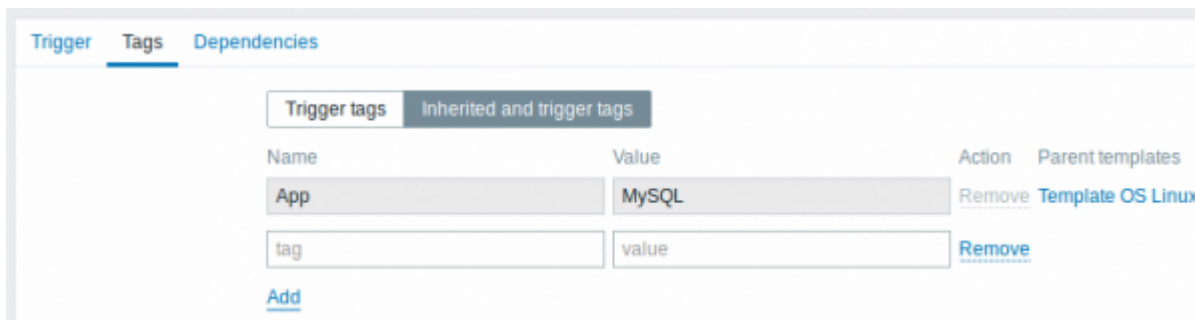 Trigger Tags Dependencies
Trigger tags Inherited and trigger tags
Name Value Action Parent templates
App MySQL Remove Template OS Linux
tag value Remove
Add